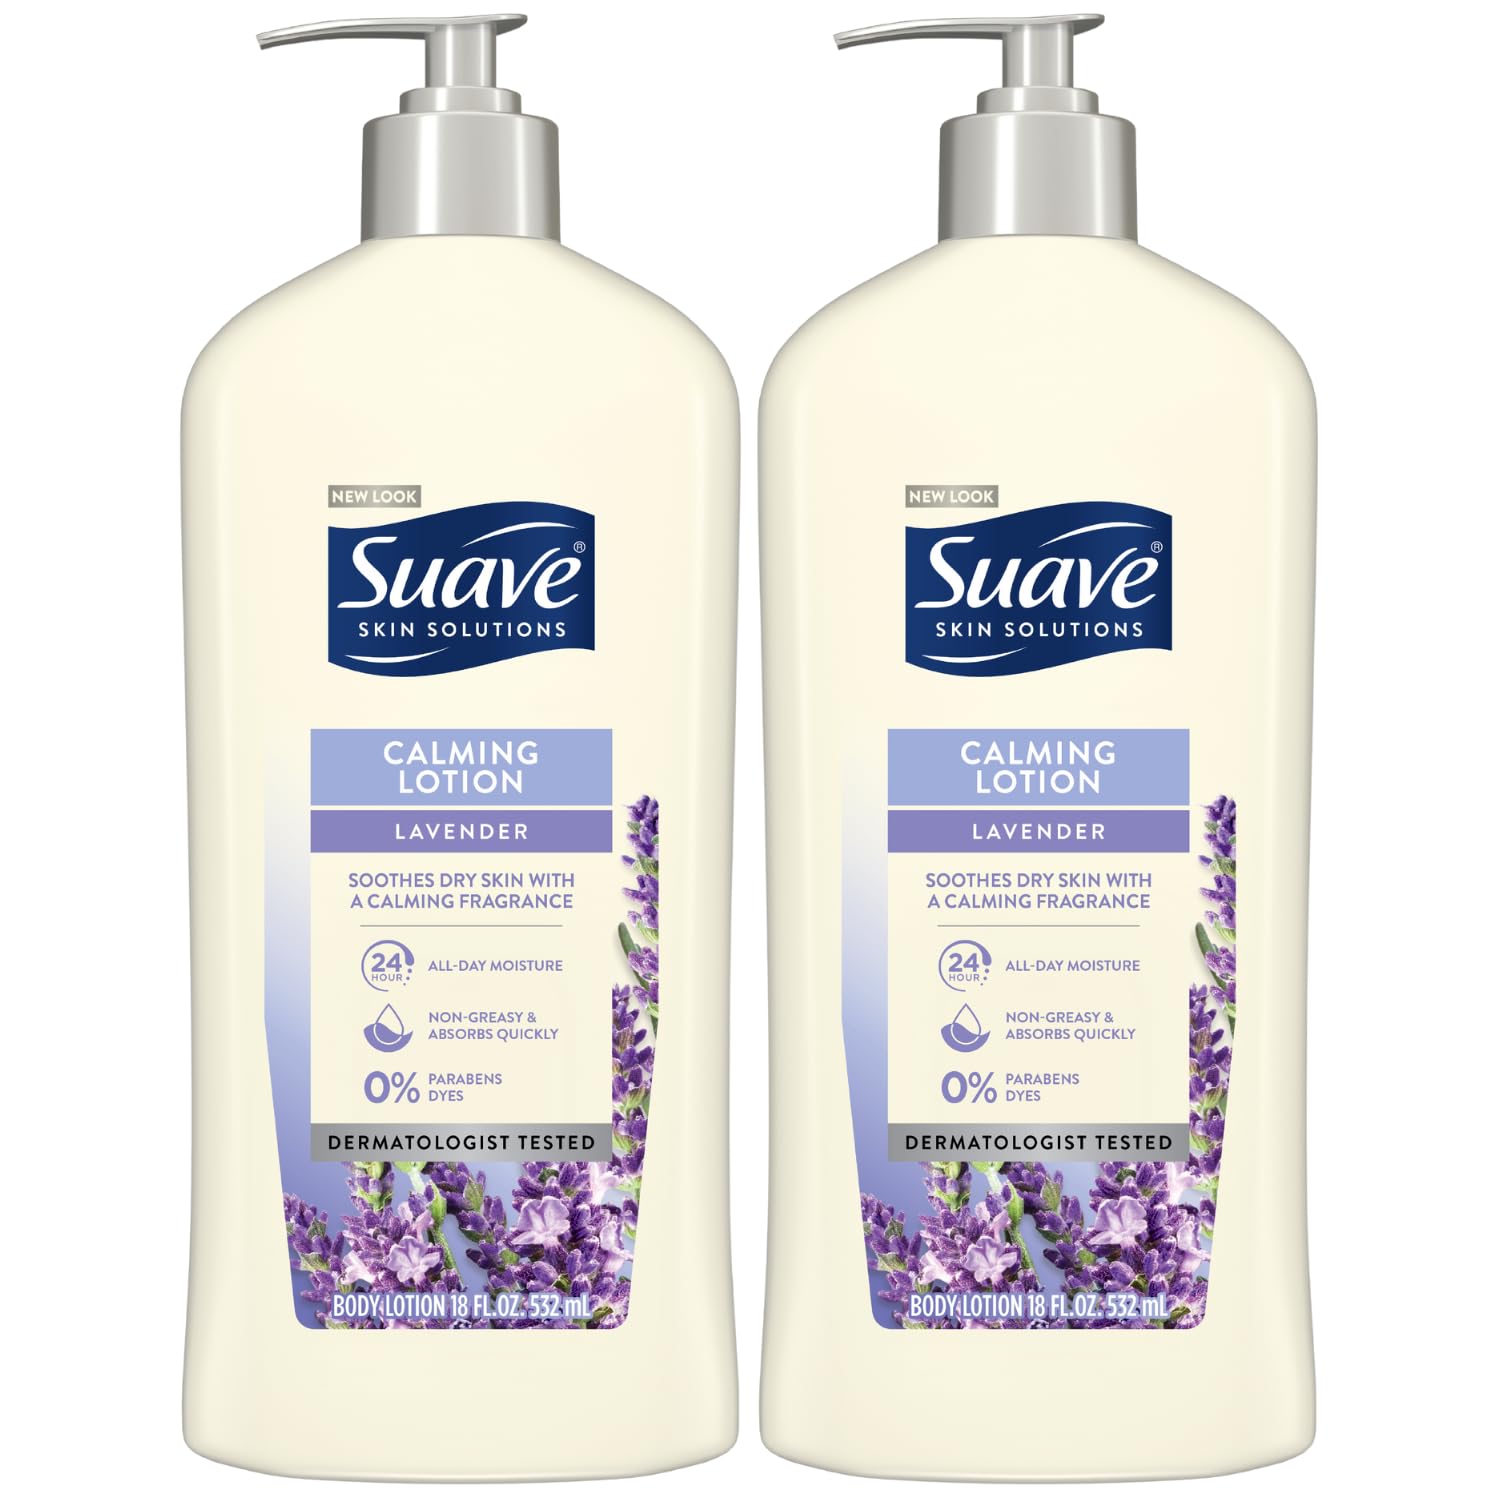 NEW LOOK
Suave®
SKIN SOLUTIONS
CALMING
LOTION
LAVENDER
SOOTHES DRY SKIN WITH
A CALMING FRAGRANCE
24
HOUR
ALL-DAY MOISTURE
NON-GREASY &
ABSORBS QUICKLY
0%
PARABENS
DYES
DERMATOLOGIST TESTED
BODY LOTION 18 FL.OZ. 532 mL
NEW LOOK
Suave®
SKIN SOLUTIONS
CALMING
LOTION
LAVENDER
SOOTHES DRY SKIN WITH
A CALMING FRAGRANCE
24
HOUR
ALL-DAY MOISTURE
NON-GREASY &
ABSORBS QUICKLY
0%
PARABENS
DYES
DERMATOLOGIST TESTED
BODY LOTION 18 FL.OZ. 532 mL